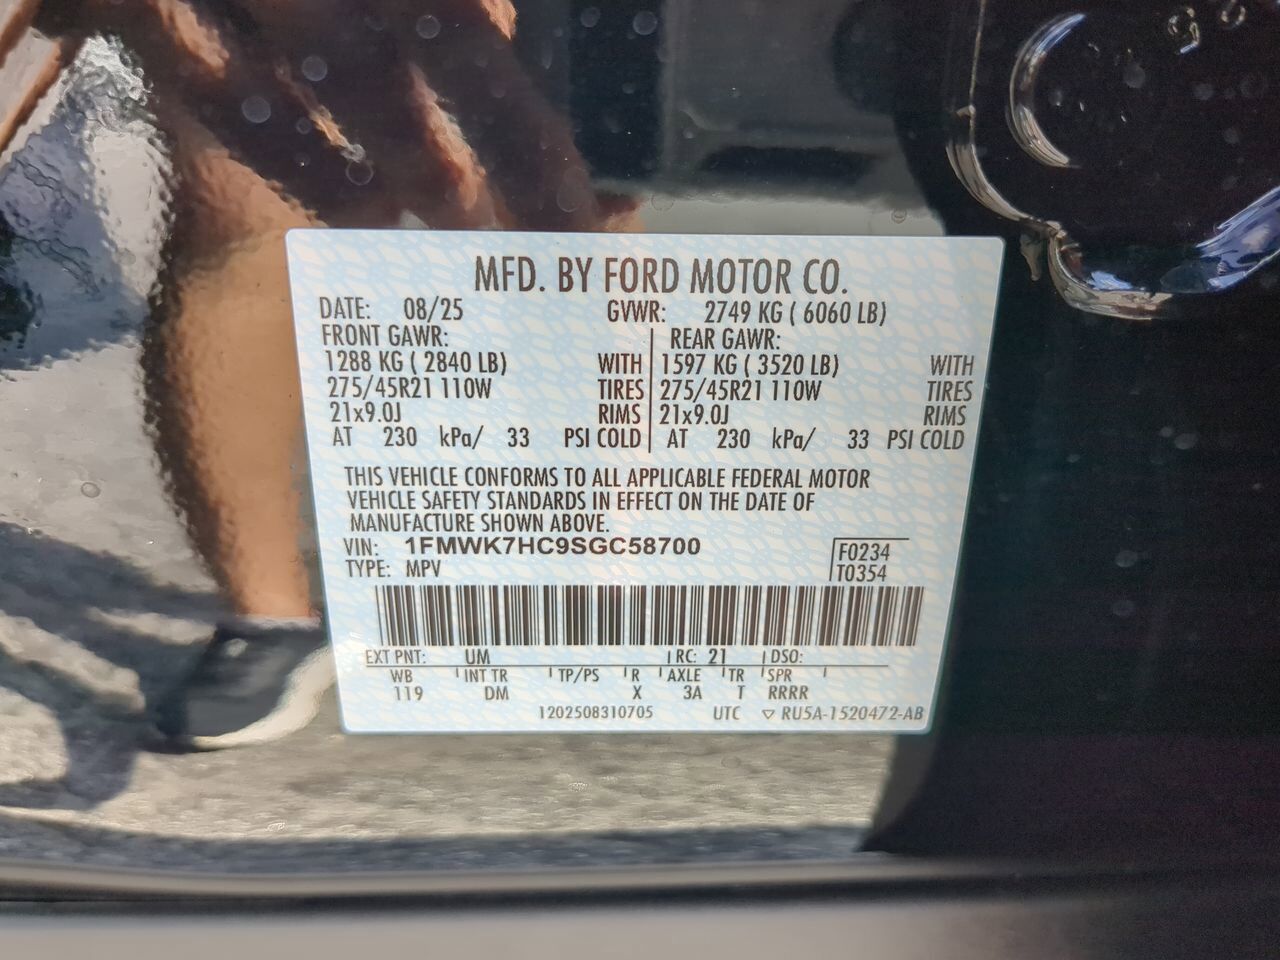 MFD. BY FORD MOTOR CO.
DATE: 08/25 GVWR: 2749 KG ( 6060 LB)
FRONT GAWR: REAR GAWR:
1288 KG ( 2840 LB) WITH 1597 KG ( 3520 LB) WITH
275/45R21 110W TIRES 275/45R21 110W TIRES
21x9.0J RIMS 21x9.0J RIMS
AT 230 kPa/ 33 PSI COLD AT 230 kPa/ 33 PSI COLD
THIS VEHICLE CONFORMS TO ALL APPLICABLE FEDERAL MOTOR
VEHICLE SAFETY STANDARDS IN EFFECT ON THE DATE OF
MANUFACTURE SHOWN ABOVE.
VIN: 1FMWK7HC9SGC58700 F0234
TYPE: MPV T0354
EXT PNT: UM RC: 21 DSO:
WB INT TR TP/PS R AXLE TR SPR
119 DM X 3A T RRRR
1202508310705 UTC ▽ RU5A-1520472-AB